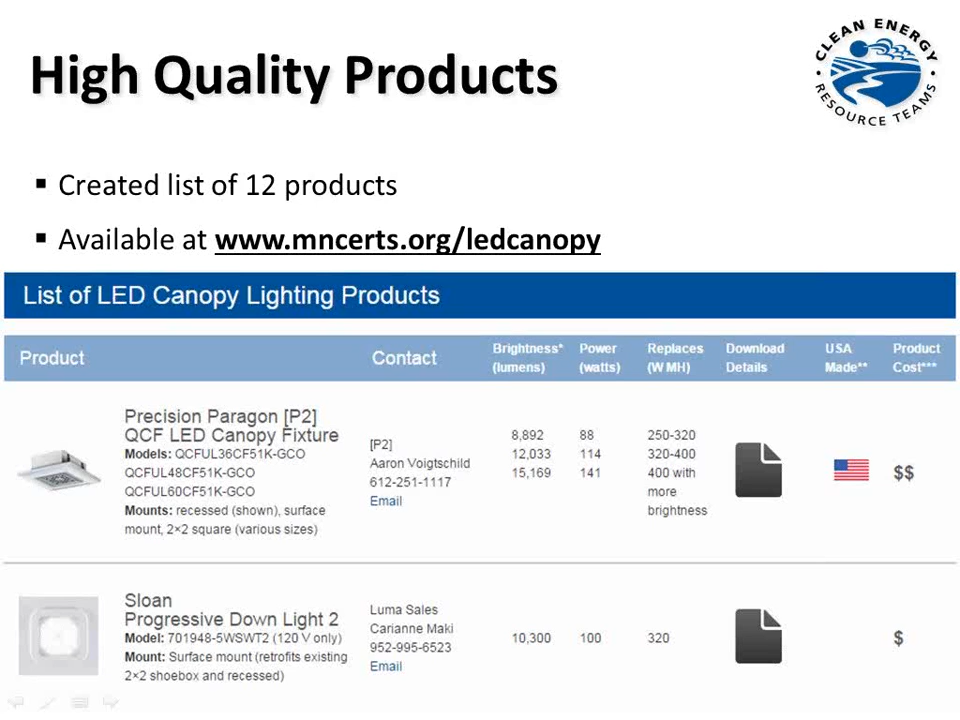 High Quality Products
CLEAN ENERGY
RESOURCE TEAMS
Created list of 12 products
Available at www.mncerts.org/ledcanopy
List of LED Canopy Lighting Products
Product Contact Brightness* Power Replaces Download USA Product
(lumens) (watts) (W MH) Details Made** Cost***
Precision Paragon [P2]
QCF LED Canopy Fixture
Models: QCFUL36CF51K-GCO
QCFUL48CF51K-GCO
QCFUL60CF51K-GCO
Mounts: recessed (shown), surface
mount, 2×2 square (various sizes)
[P2]
Aaron Voigtschild
612-251-1117
Email
8,892 88 250-320
12,033 114 320-400
15,169 141 400 with
more
brightness
$$
Sloan
Progressive Down Light 2
Model: 701948-5WSWT2 (120 V only)
Mount: Surface mount (retrofits existing
2×2 shoebox and recessed)
Luma Sales
Carianne Maki
952-995-6523
Email
10,300 100 320
$